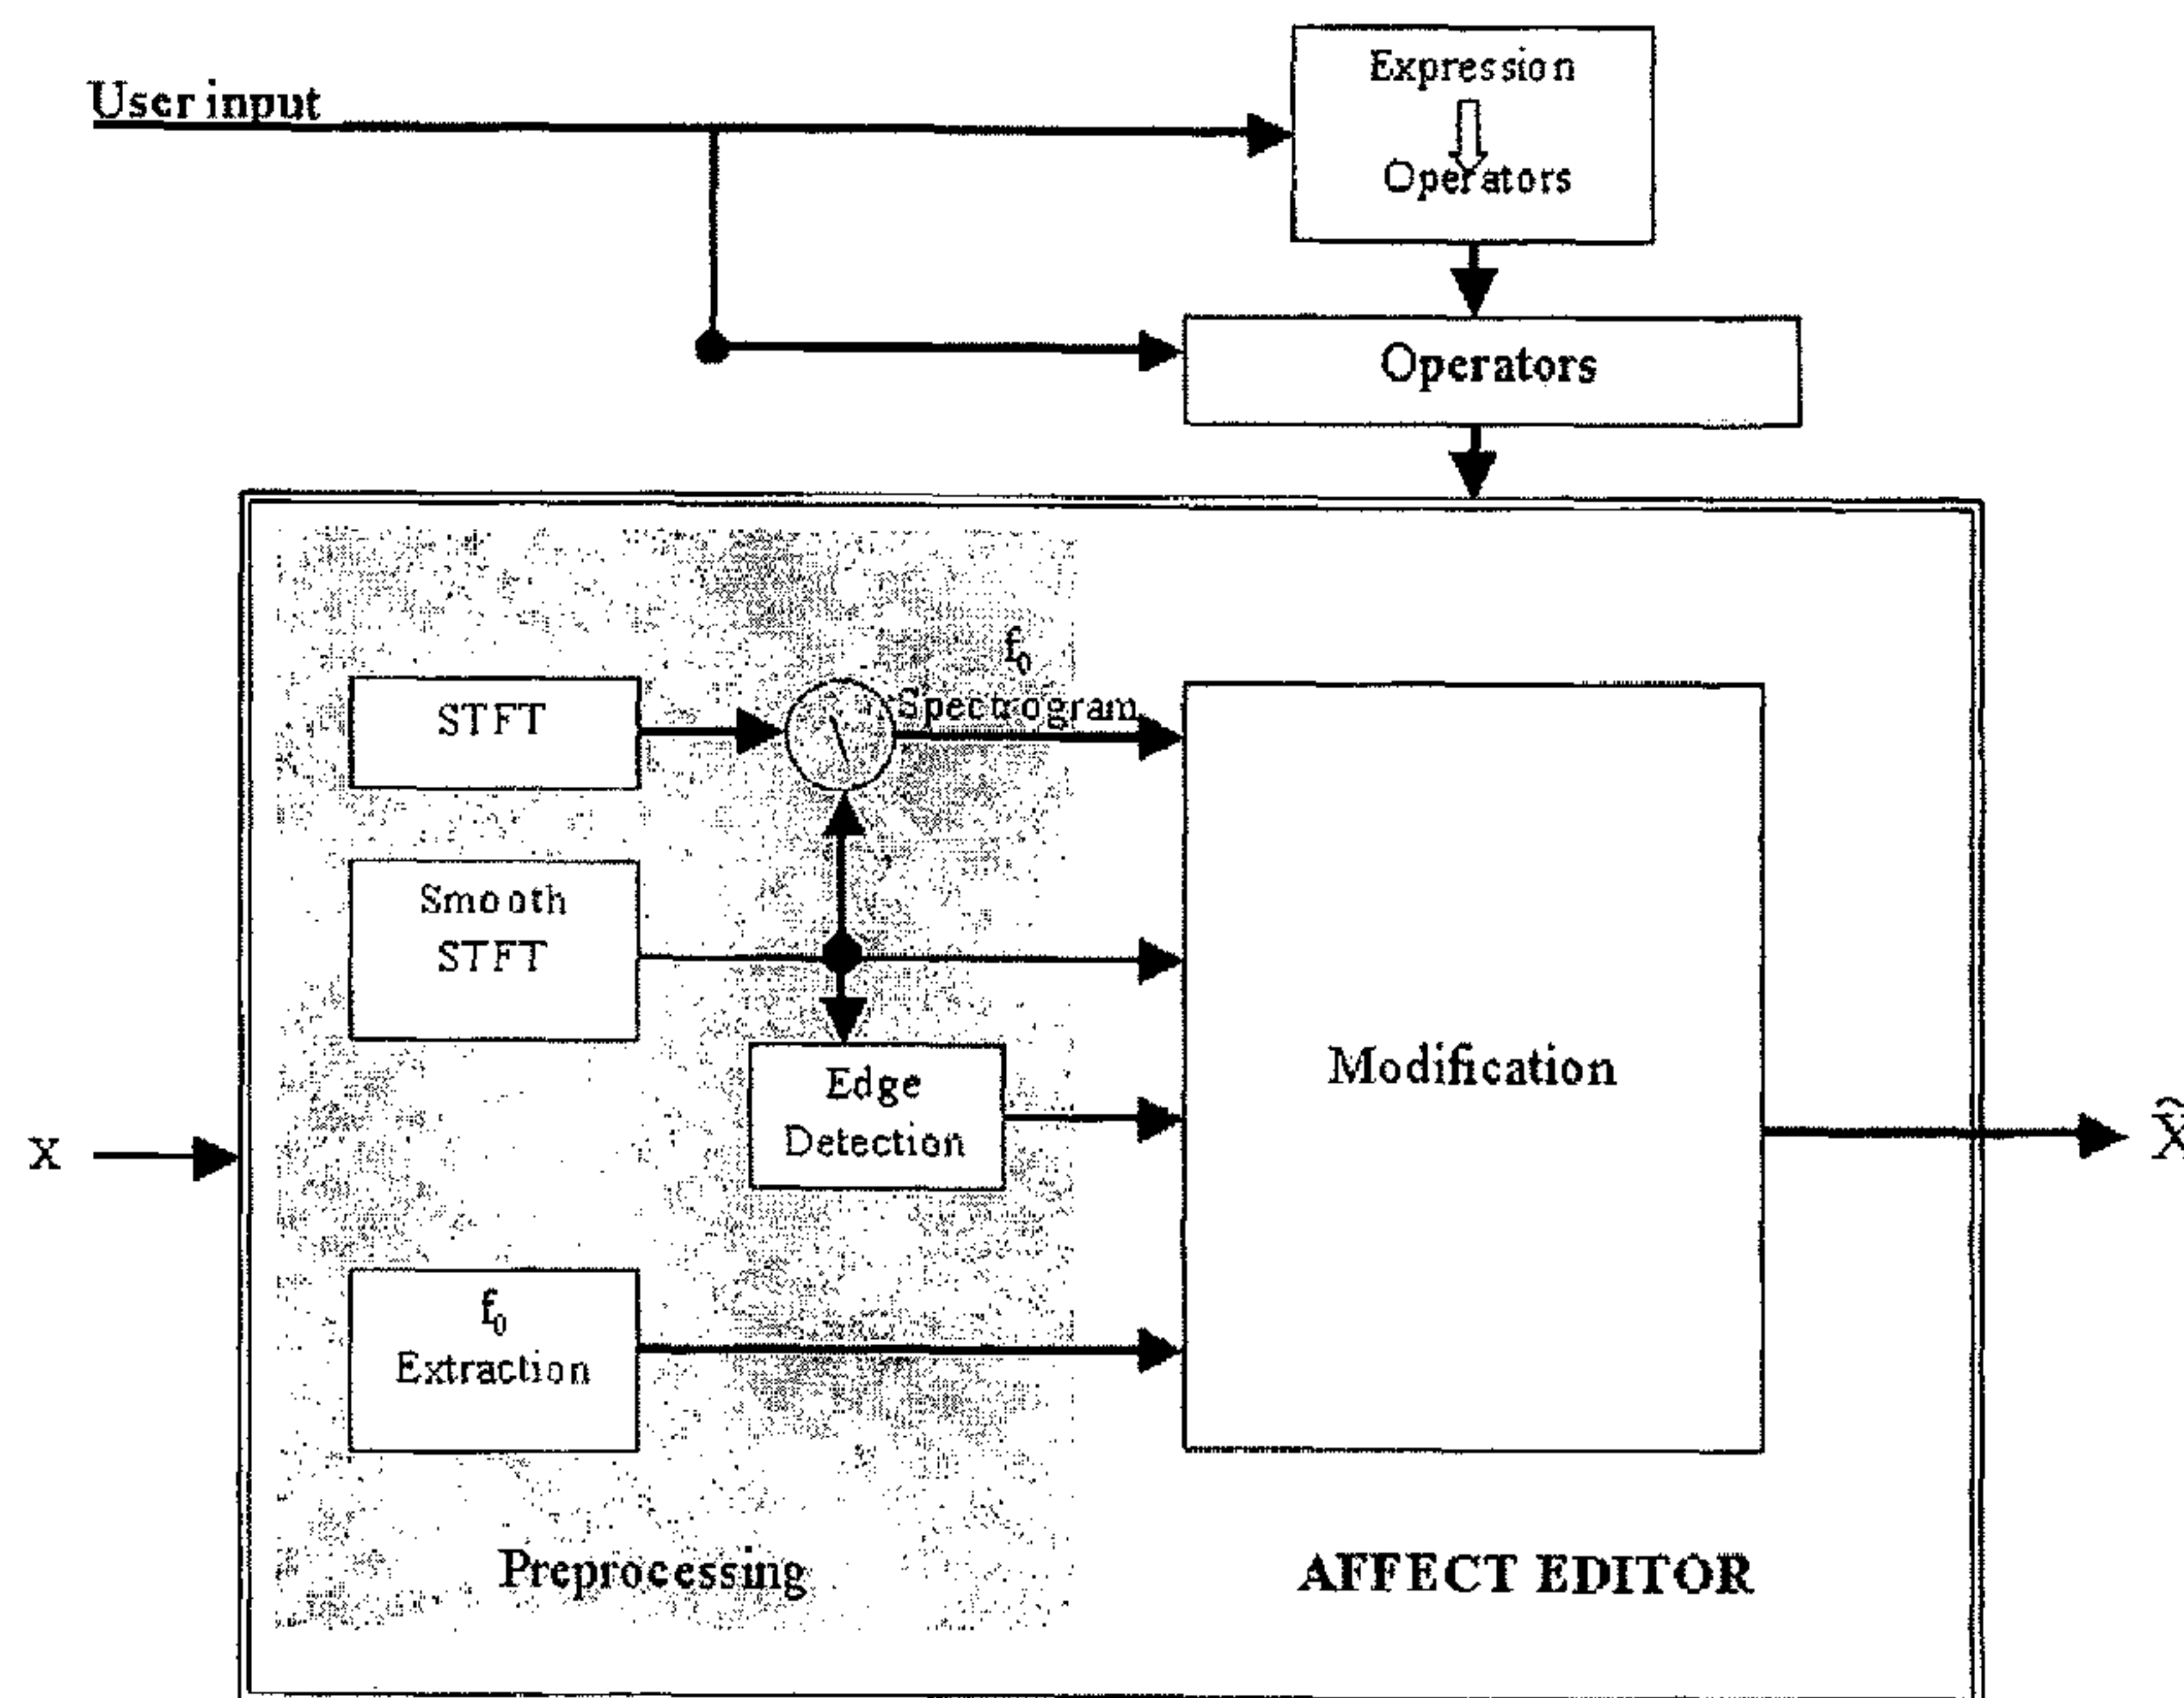 User input
Expression
Operators
Operators
f₀
Spectrogram
STFT
Smooth
STFT
Edge
Detection
Modification
X
X̂
f₀
Extraction
Preprocessing
AFFECT EDITOR